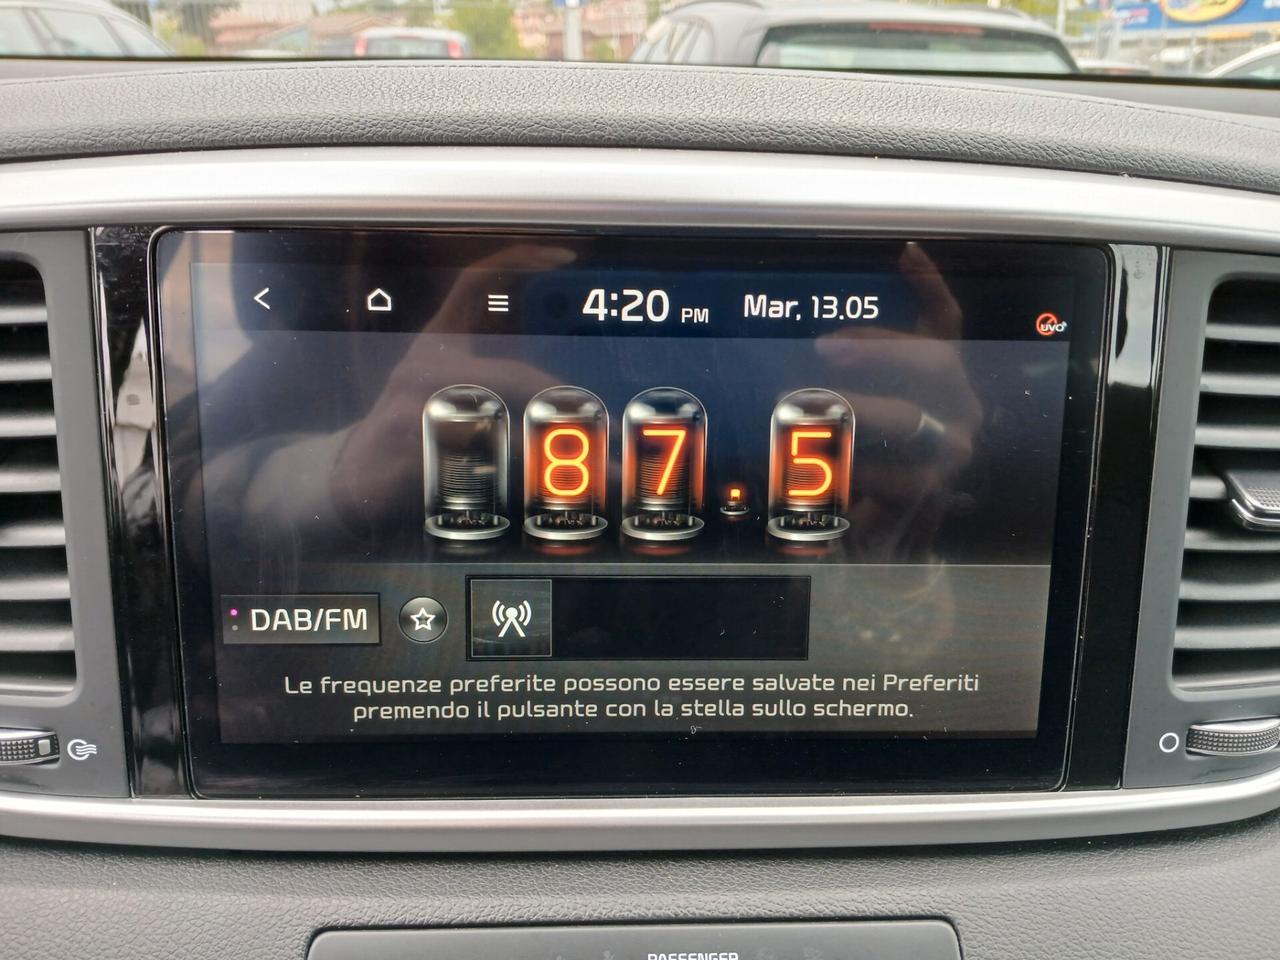 4:20 PM Mar, 13.05
UVO
87.5
DAB/FM
Le frequenze preferite possono essere salvate nei Preferiti
premendo il pulsante con la stella sullo schermo.
PASSENGER